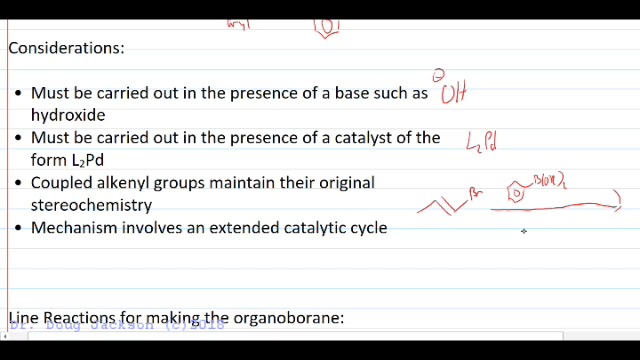 Considerations:
Must be carried out in the presence of a base such as ⊖OH
hydroxide
Must be carried out in the presence of a catalyst of the L₂Pd
form L₂Pd
Coupled alkenyl groups maintain their original B(OH)₂
stereochemistry Br
Mechanism involves an extended catalytic cycle
Line Reactions for making the organoborane:
Dr. Doug Jackson (c)2018